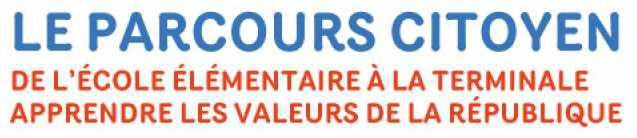 LE PARCOURS CITOYEN
DE L'ÉCOLE ÉLÉMENTAIRE À LA TERMINALE
APPRENDRE LES VALEURS DE LA RÉPUBLIQUE